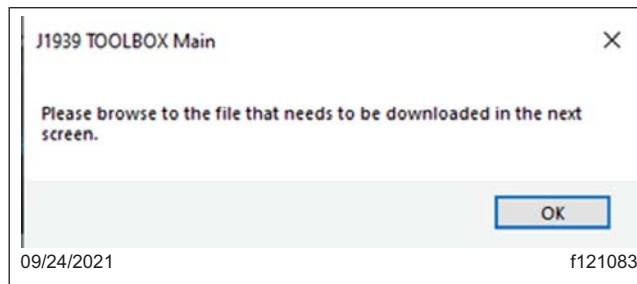 J1939 TOOLBOX Main
Please browse to the file that needs to be downloaded in the next
screen.
OK
09/24/2021
f121083